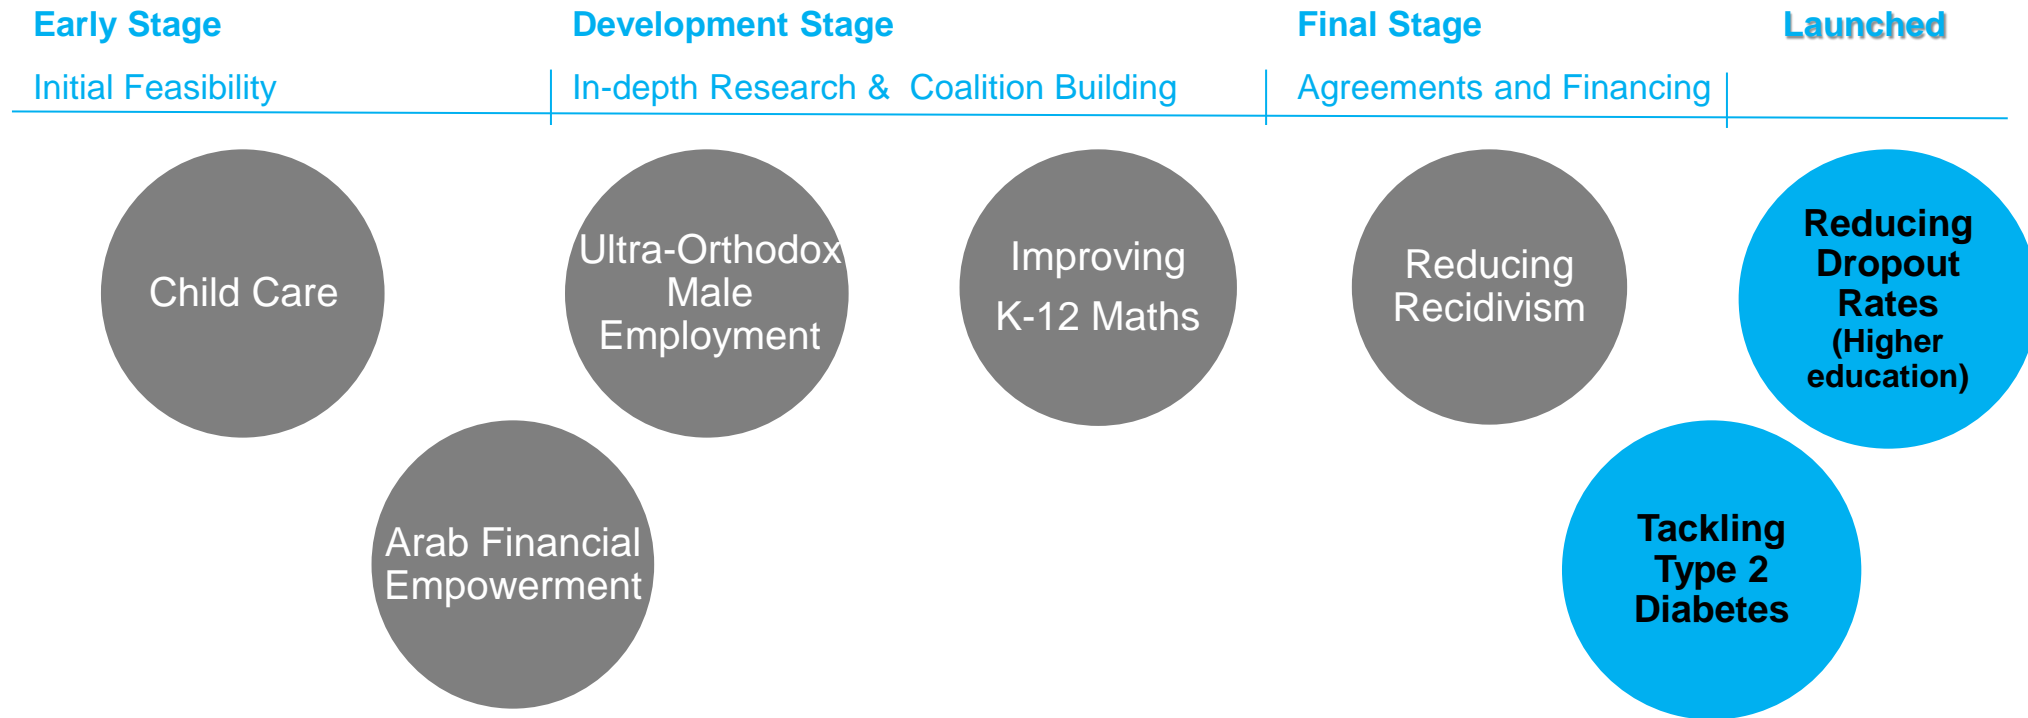 Early Stage
Development Stage
Final Stage
Launched
Initial Feasibility
In-depth Research & Coalition Building
Agreements and Financing
Child Care
Ultra-Orthodox
Male
Employment
Improving
K-12 Maths
Reducing
Recidivism
Reducing
Dropout
Rates
(Higher
education)
Arab Financial
Empowerment
Tackling
Type 2
Diabetes